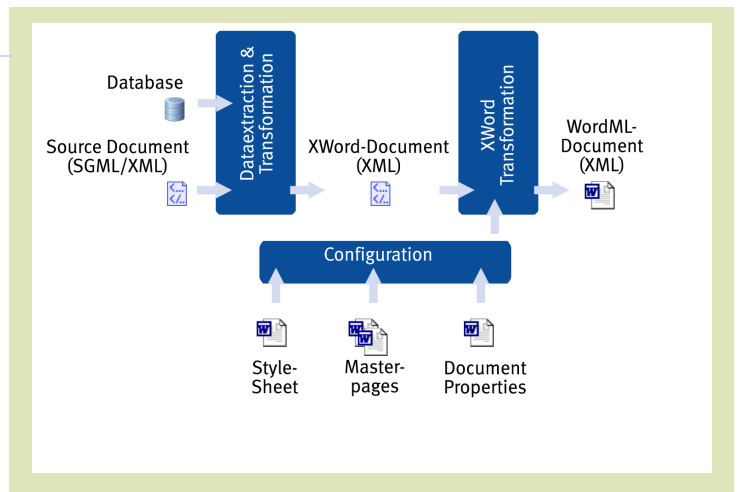 Database
Source Document
(SGML/XML)
Dataextraction &
Transformation
XWord-Document
(XML)
XWord
Transformation
WordML-
Document
(XML)
Configuration
Style-
Sheet
Master-
pages
Document
Properties